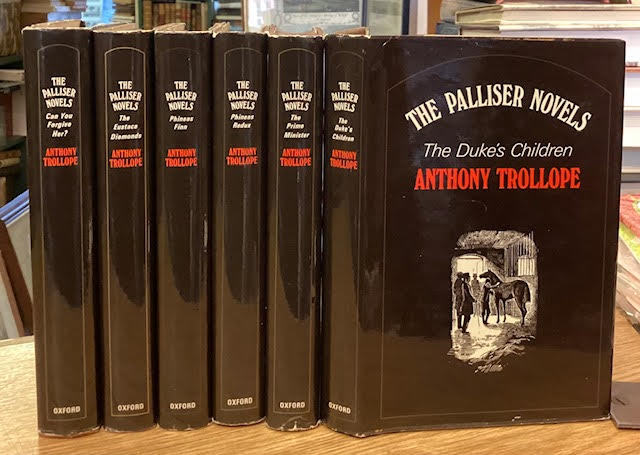 THE
PALLISER
NOVELS
Can You
Forgive
Her?
ANTHONY
TROLLOPE
OXFORD
THE
PALLISER
NOVELS
The
Eustace
Diamonds
ANTHONY
TROLLOPE
OXFORD
THE
PALLISER
NOVELS
Phineas
Finn
ANTHONY
TROLLOPE
OXFORD
THE
PALLISER
NOVELS
Phineas
Redux
ANTHONY
TROLLOPE
OXFORD
THE
PALLISER
NOVELS
The
Prime
Minister
ANTHONY
TROLLOPE
OXFORD
THE
PALLISER
NOVELS
The
Duke's
Children
ANTHONY
TROLLOPE
OXFORD
THE PALLISER NOVELS
The Duke's Children
ANTHONY TROLLOPE